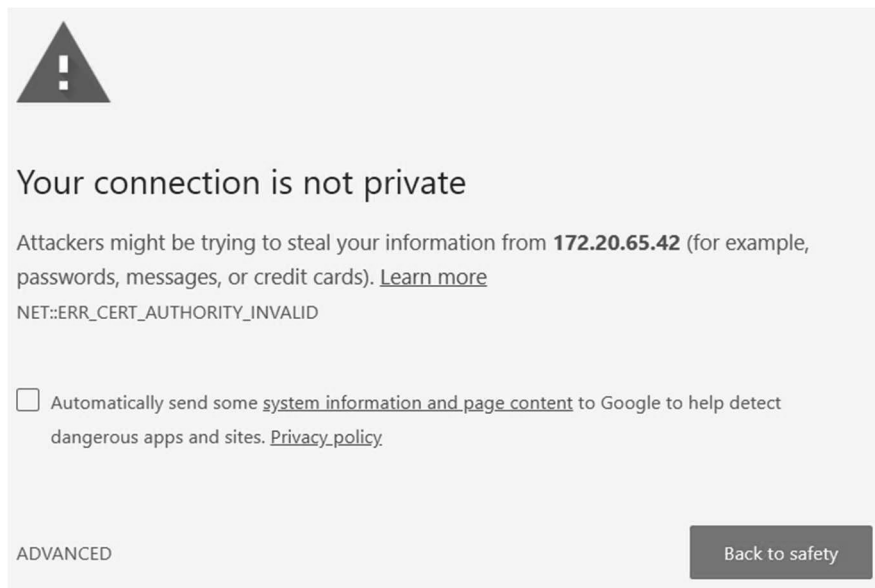 Your connection is not private
Attackers might be trying to steal your information from 172.20.65.42 (for example,
passwords, messages, or credit cards). Learn more
NET::ERR_CERT_AUTHORITY_INVALID
Automatically send some system information and page content to Google to help detect
dangerous apps and sites. Privacy policy
ADVANCED
Back to safety